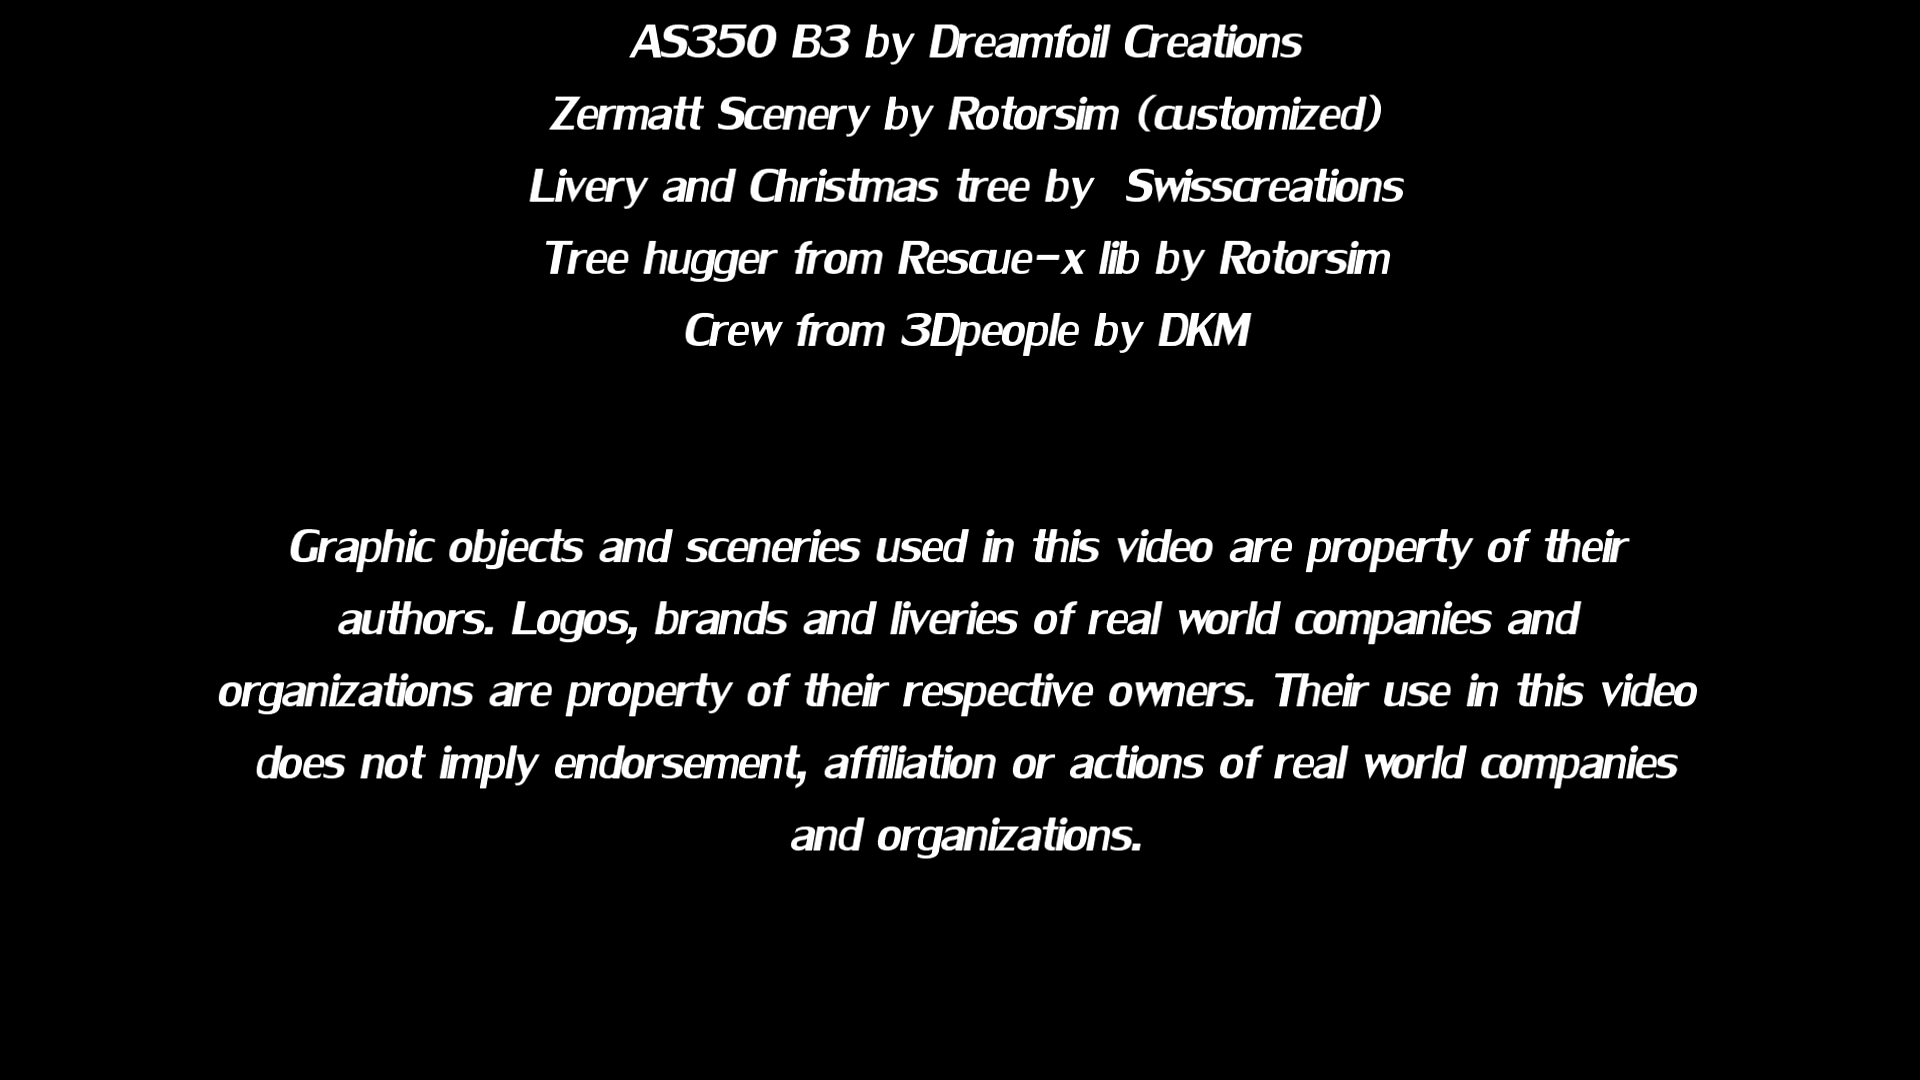 AS350 B3 by Dreamfoil Creations
Zermatt Scenery by Rotorsim (customized)
Livery and Christmas tree by  Swisscreations
Tree hugger from Rescue-x lib by Rotorsim
Crew from 3Dpeople by DKM
Graphic objects and sceneries used in this video are property of their
authors. Logos, brands and liveries of real world companies and
organizations are property of their respective owners. Their use in this video
does not imply endorsement, affiliation or actions of real world companies
and organizations.